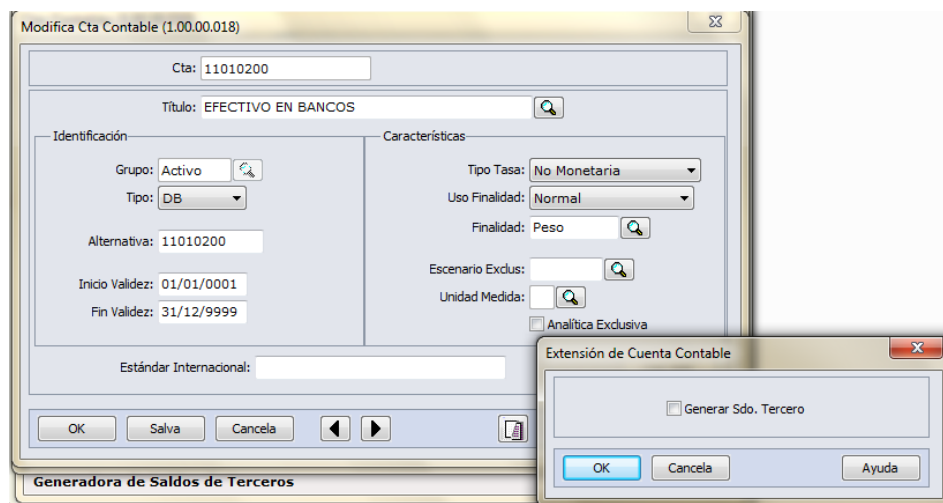 Modifica Cta Contable (1.00.00.018)
Cta: 11010200
Título: EFECTIVO EN BANCOS
Identificación
Grupo: Activo
Tipo: DB
Alternativa: 11010200
Inicio Validez: 01/01/0001
Fin Validez: 31/12/9999
Características
Tipo Tasa: No Monetaria
Uso Finalidad: Normal
Finalidad: Peso
Escenario Exclus:
Unidad Medida:
Analítica Exclusiva
Estándar Internacional:
OK Salva Cancela
Extensión de Cuenta Contable
Generar Sdo. Tercero
OK Cancela Ayuda
Generadora de Saldos de Terceros